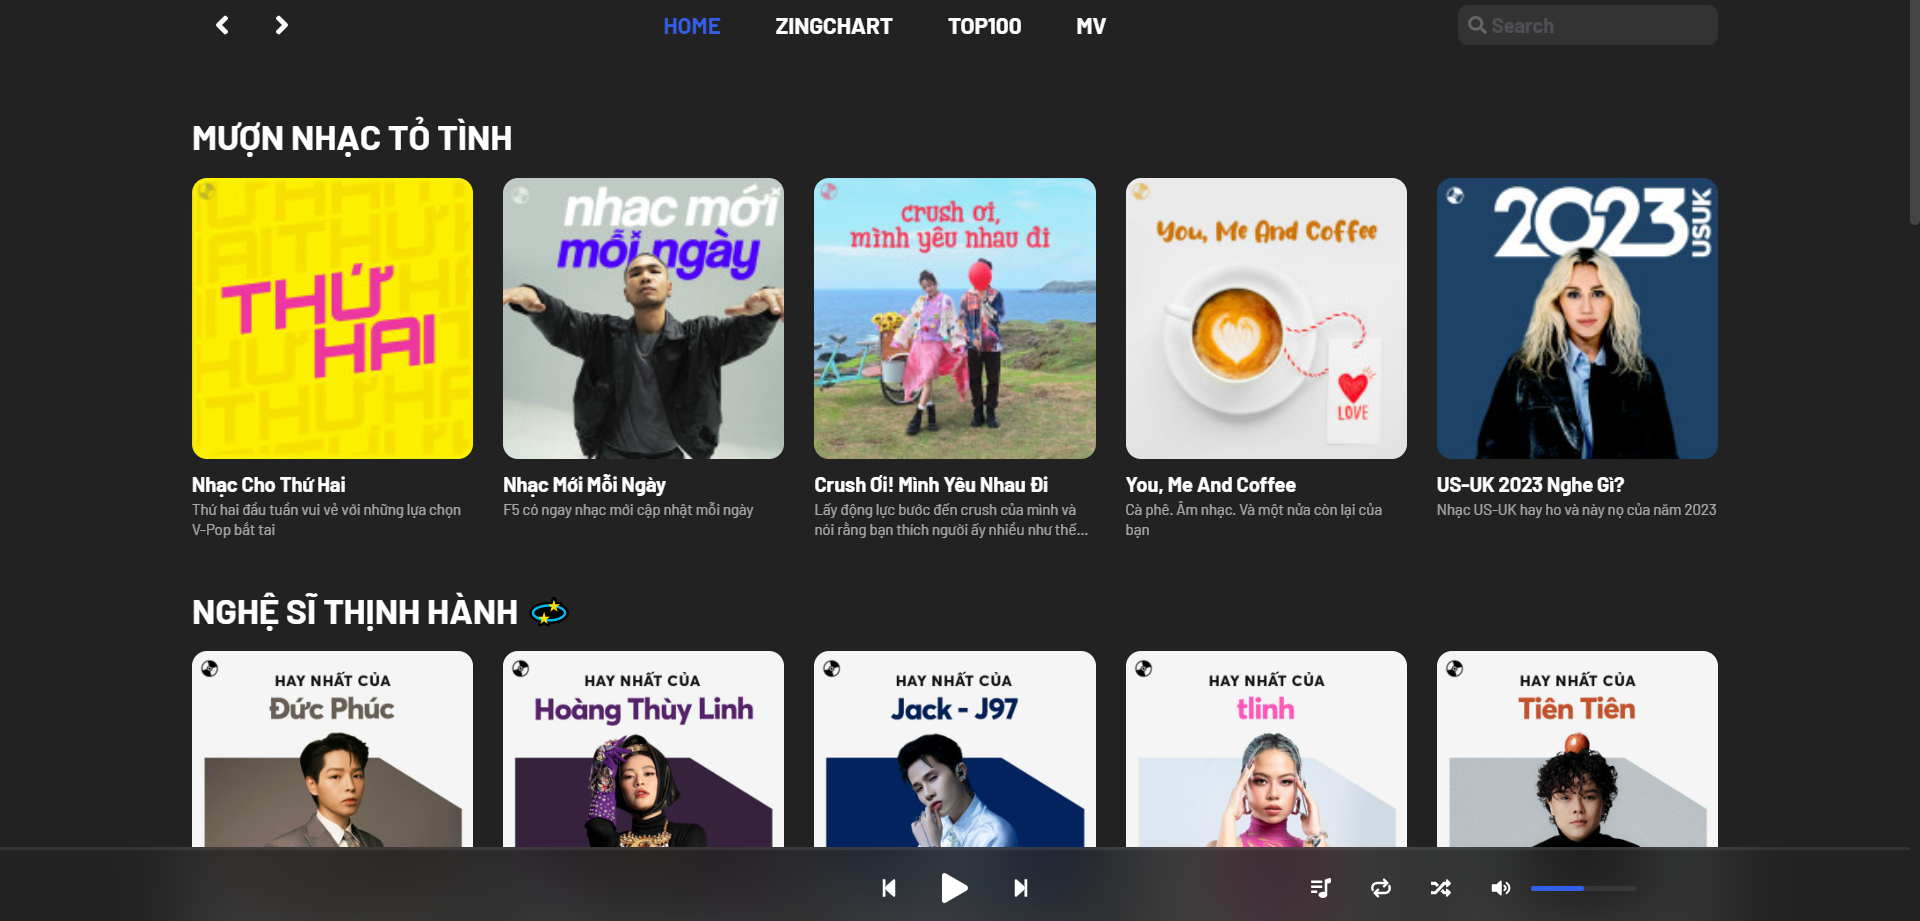 HOME
ZINGCHART
TOP100
MV
Search
MƯỢN NHẠC TỎ TÌNH
THỨ
HAI
nhạc mới
mỗi ngày
crush ơi,
mình yêu nhau đi
You, Me And Coffee
LOVE
2023
USUK
Nhạc Cho Thứ Hai
Thứ hai đầu tuần vui vẻ với những lựa chọn
V-Pop bắt tai
Nhạc Mới Mỗi Ngày
F5 có ngay nhạc mới cập nhật mỗi ngày
Crush Ơi! Mình Yêu Nhau Đi
Lấy động lực bước đến crush của mình và
nói rằng bạn thích người ấy nhiều như thế...
You, Me And Coffee
Cà phê. Âm nhạc. Và một nửa còn lại của
bạn
US-UK 2023 Nghe Gì?
Nhạc US-UK hay ho và này nọ của năm 2023
NGHỆ SĨ THỊNH HÀNH
HAY NHẤT CỦA
Đức Phúc
HAY NHẤT CỦA
Hoàng Thùy Linh
HAY NHẤT CỦA
Jack - J97
HAY NHẤT CỦA
tlinh
HAY NHẤT CỦA
Tiên Tiên